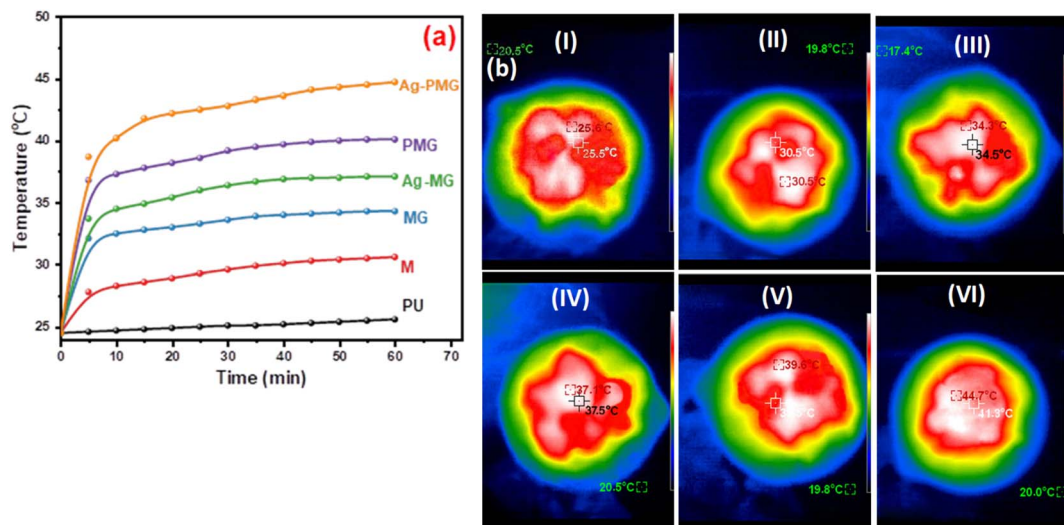 50
(a)
45
Ag-PMG
40
PMG
Ag-MG
35
MG
30
M
PU
25
0 10 20 30 40 50 60 70
Temperature (°C)
Time (min)
(b)
(I)
20.5°C
25.6°C
25.5°C
(II)
19.8°C
30.5°C
30.5°C
(III)
17.4°C
34.3°C
34.5°C
(IV)
37.1°C
37.5°C
20.5°C
(V)
39.6°C
19.8°C
(VI)
44.7°C
41.3°C
20.0°C